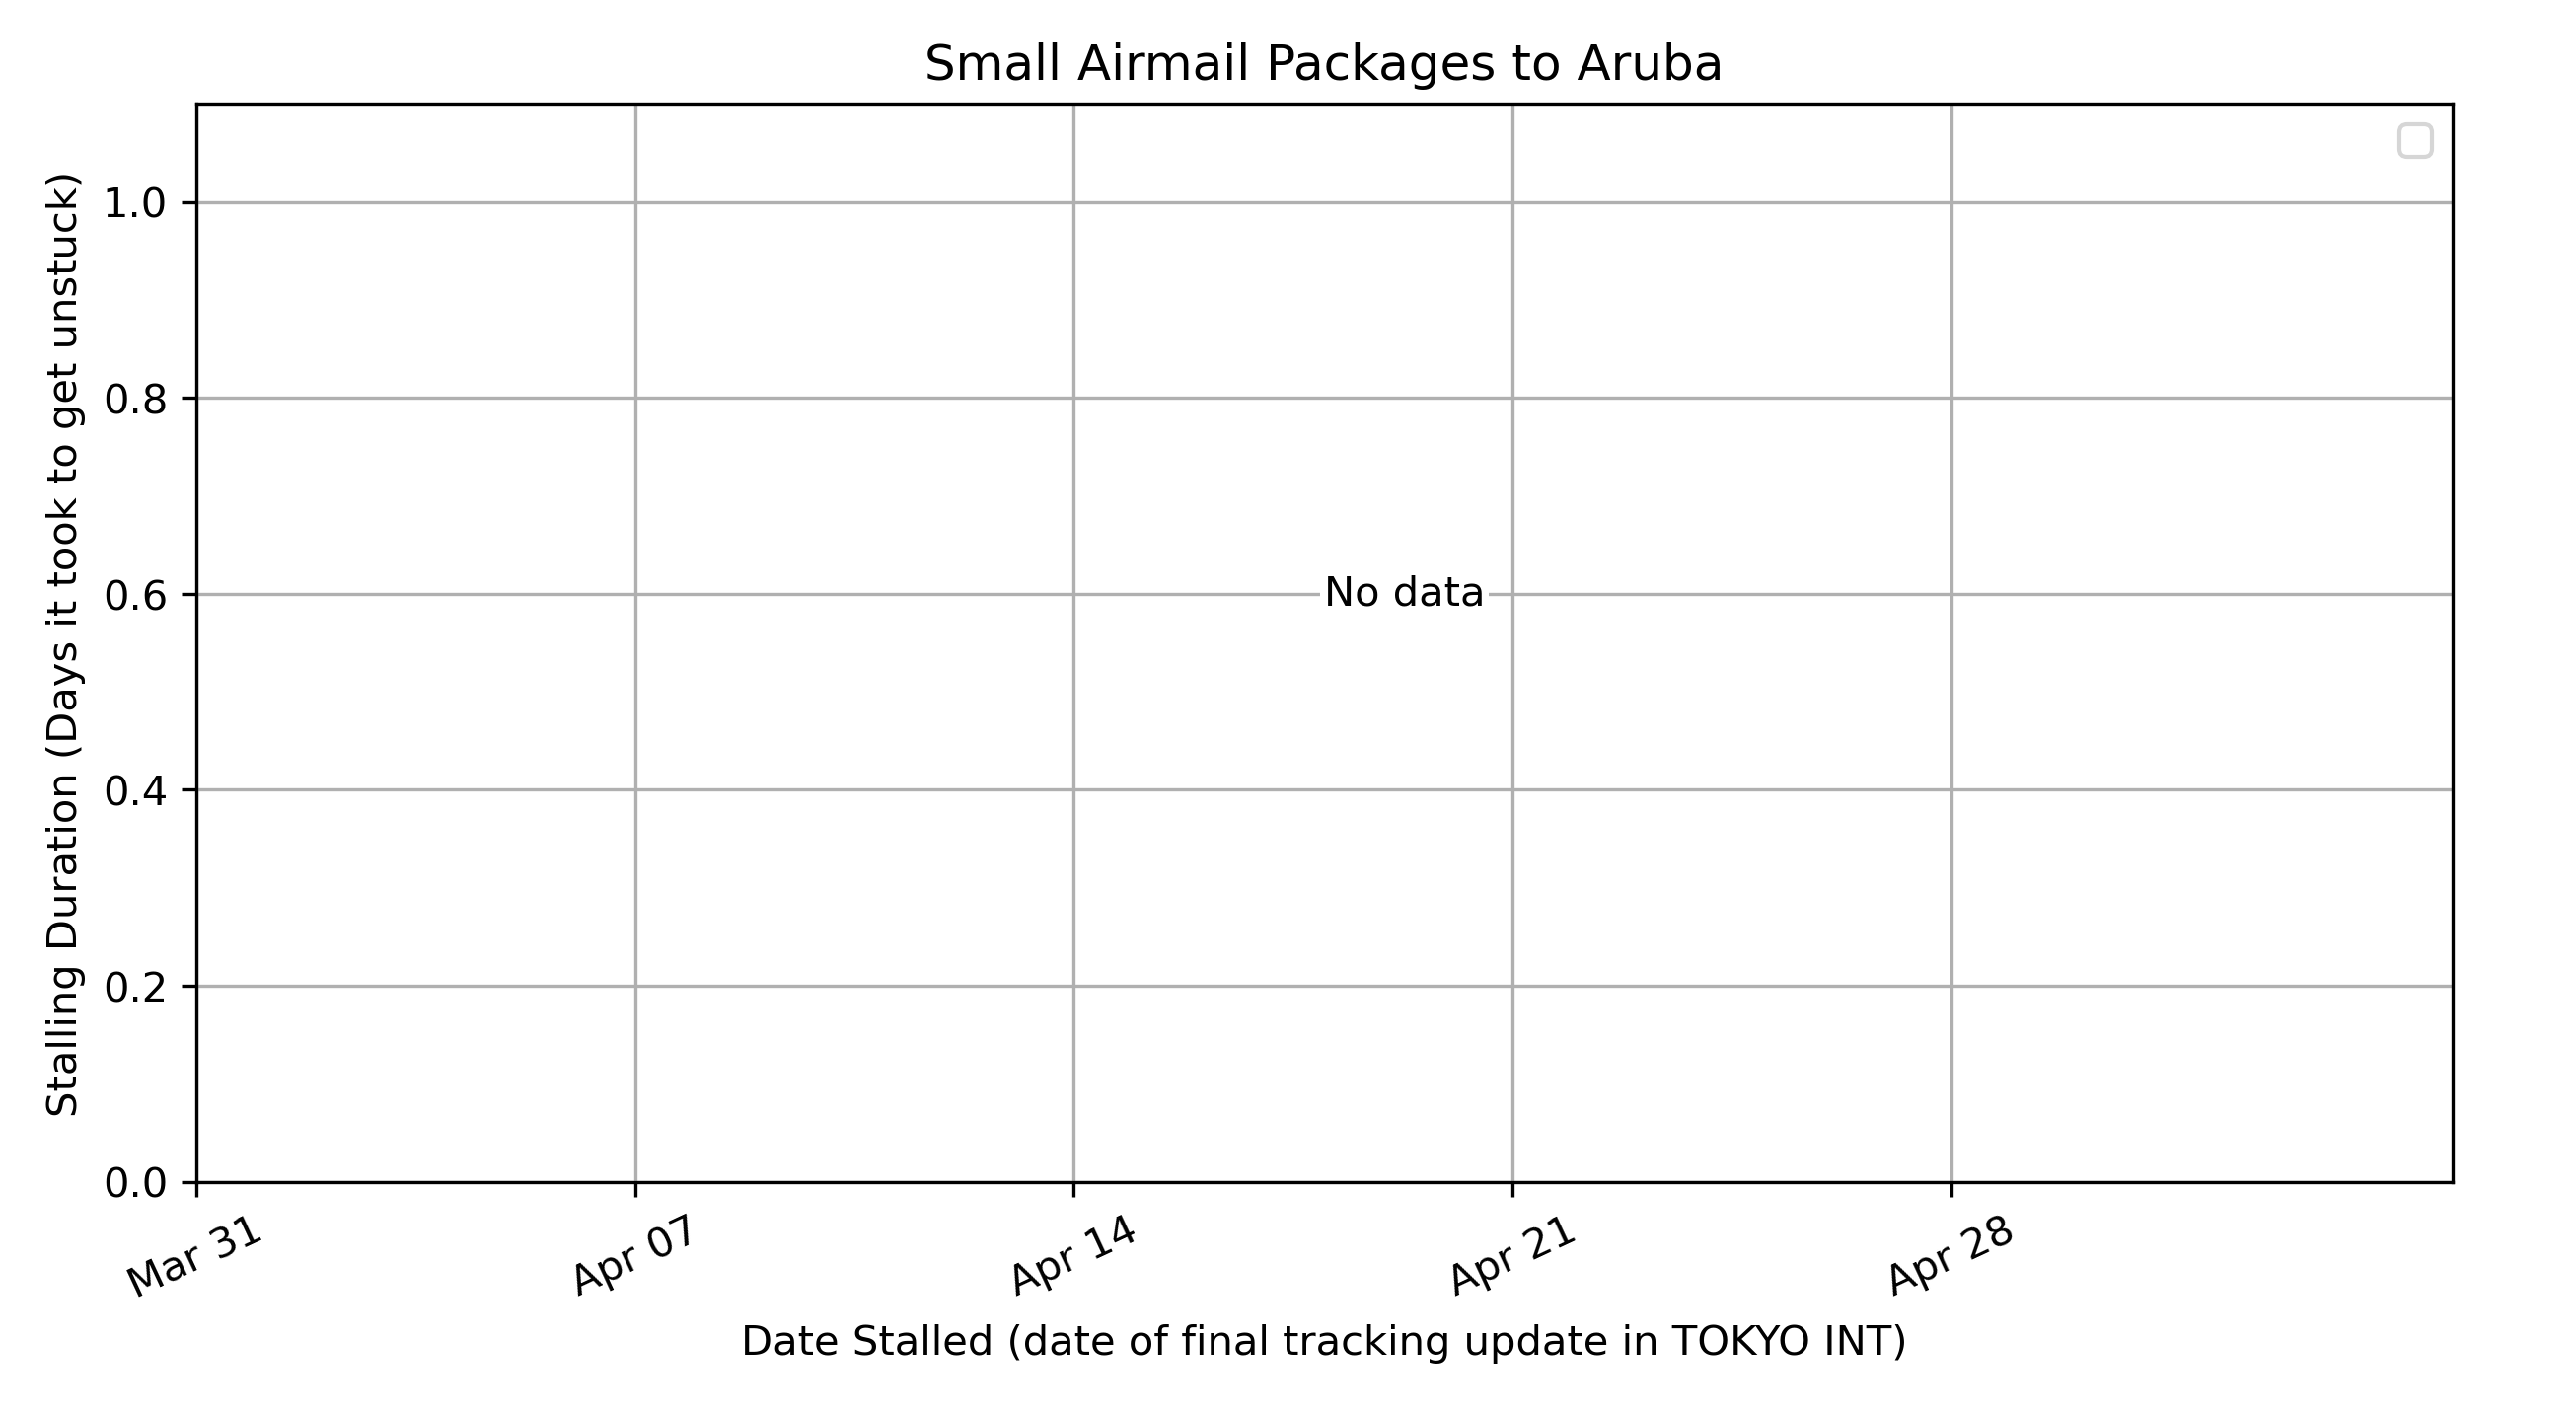 Small Airmail Packages to Aruba
Stalling Duration (Days it took to get unstuck)
1.0
0.8
0.6
0.4
0.2
0.0
No data
Mar 31
Apr 07
Apr 14
Apr 21
Apr 28
Date Stalled (date of final tracking update in TOKYO INT)